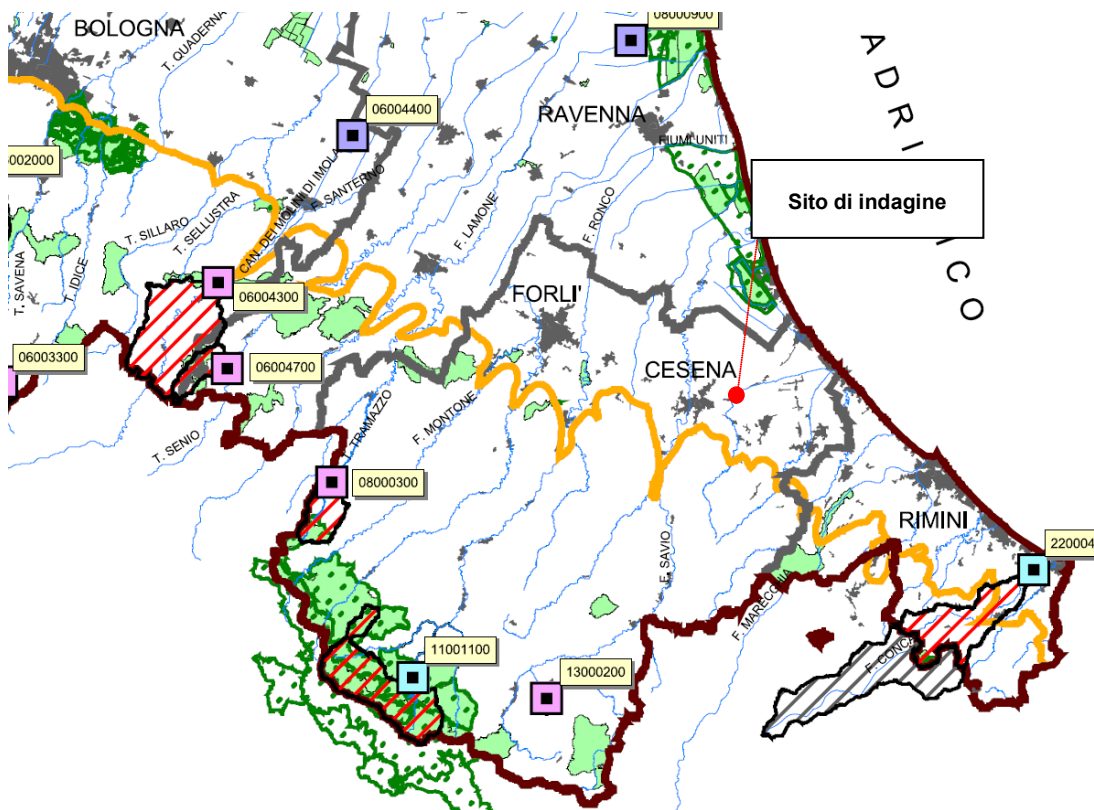 BOLOGNA
T. QUADERNA
08000900
A
D
R
I
06004400
RAVENNA
FIUMI UNITI
002000
Sito di indagine
CAN. DEI MOLINI DI IMOLA
F. SANTERNO
T. SELLUSTRA
T. SILLARO
F. LAMONE
F. RONCO
T. IDICE
T. SAVENA
I
C
O
06004300
FORLI'
06003300
06004700
CESENA
TRAMAZZO
F. MONTONE
T. SENIO
08000300
RIMINI
220004
F. SAVIO
F. MARECCHIA
F. CONCA
11001100
13000200